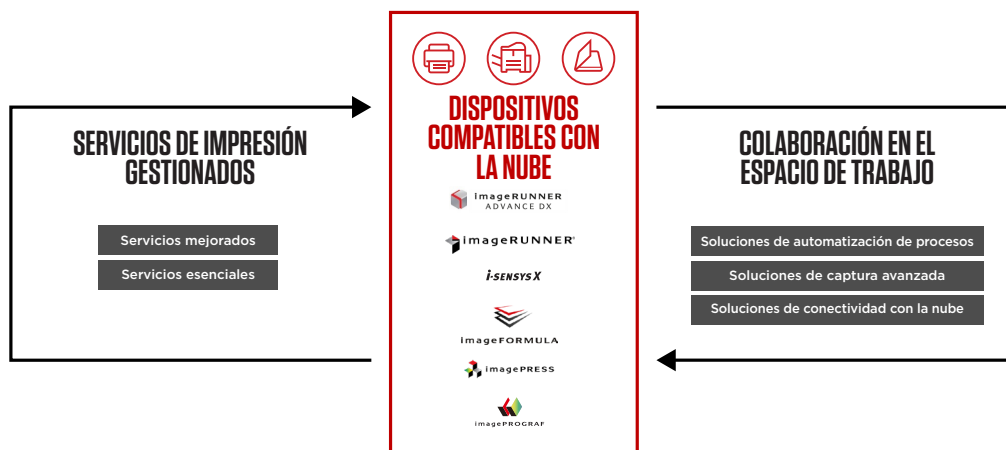 SERVICIOS DE IMPRESIÓN
GESTIONADOS
Servicios mejorados
Servicios esenciales
DISPOSITIVOS
COMPATIBLES CON
LA NUBE
imageRUNNER
ADVANCE DX
imageRUNNER®
i-SENSYS X
imageFORMULA
imagePRESS
imagePROGRAF
COLABORACIÓN EN EL
ESPACIO DE TRABAJO
Soluciones de automatización de procesos
Soluciones de captura avanzada
Soluciones de conectividad con la nube